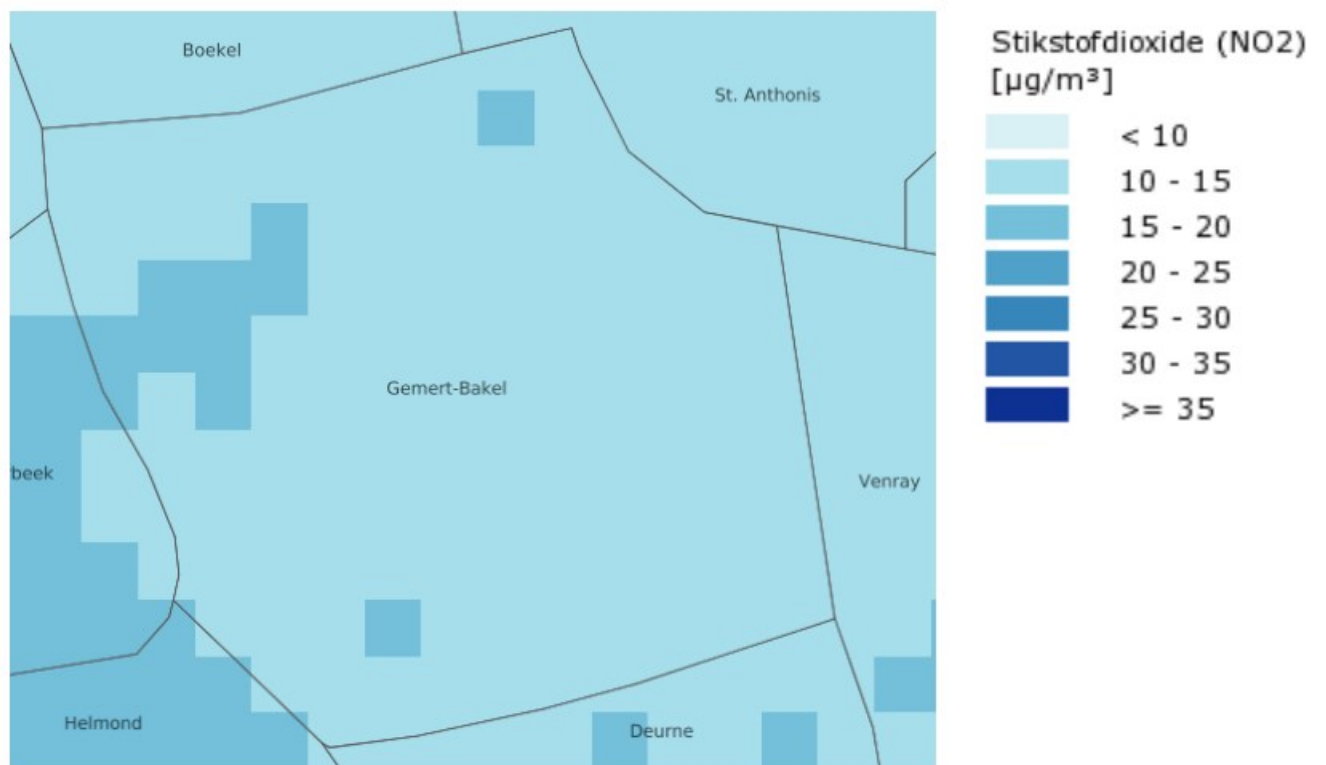 Boekel
St. Anthonis
Gemert-Bakel
beek
Venray
Helmond
Deurne
Stikstofdioxide (NO2)
[µg/m³]
< 10
10 - 15
15 - 20
20 - 25
25 - 30
30 - 35
>= 35